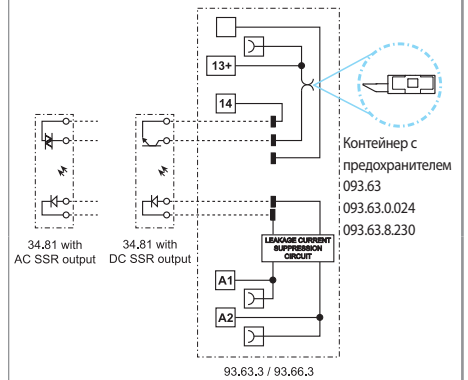 13+
14
Контейнер с
предохранителем
093.63
093.63.0.024
093.63.8.230
34.81 with
AC SSR output
34.81 with
DC SSR output
LEAKAGE CURRENT
SUPPRESSION
CIRCUIT
A1
A2
93.63.3 / 93.66.3